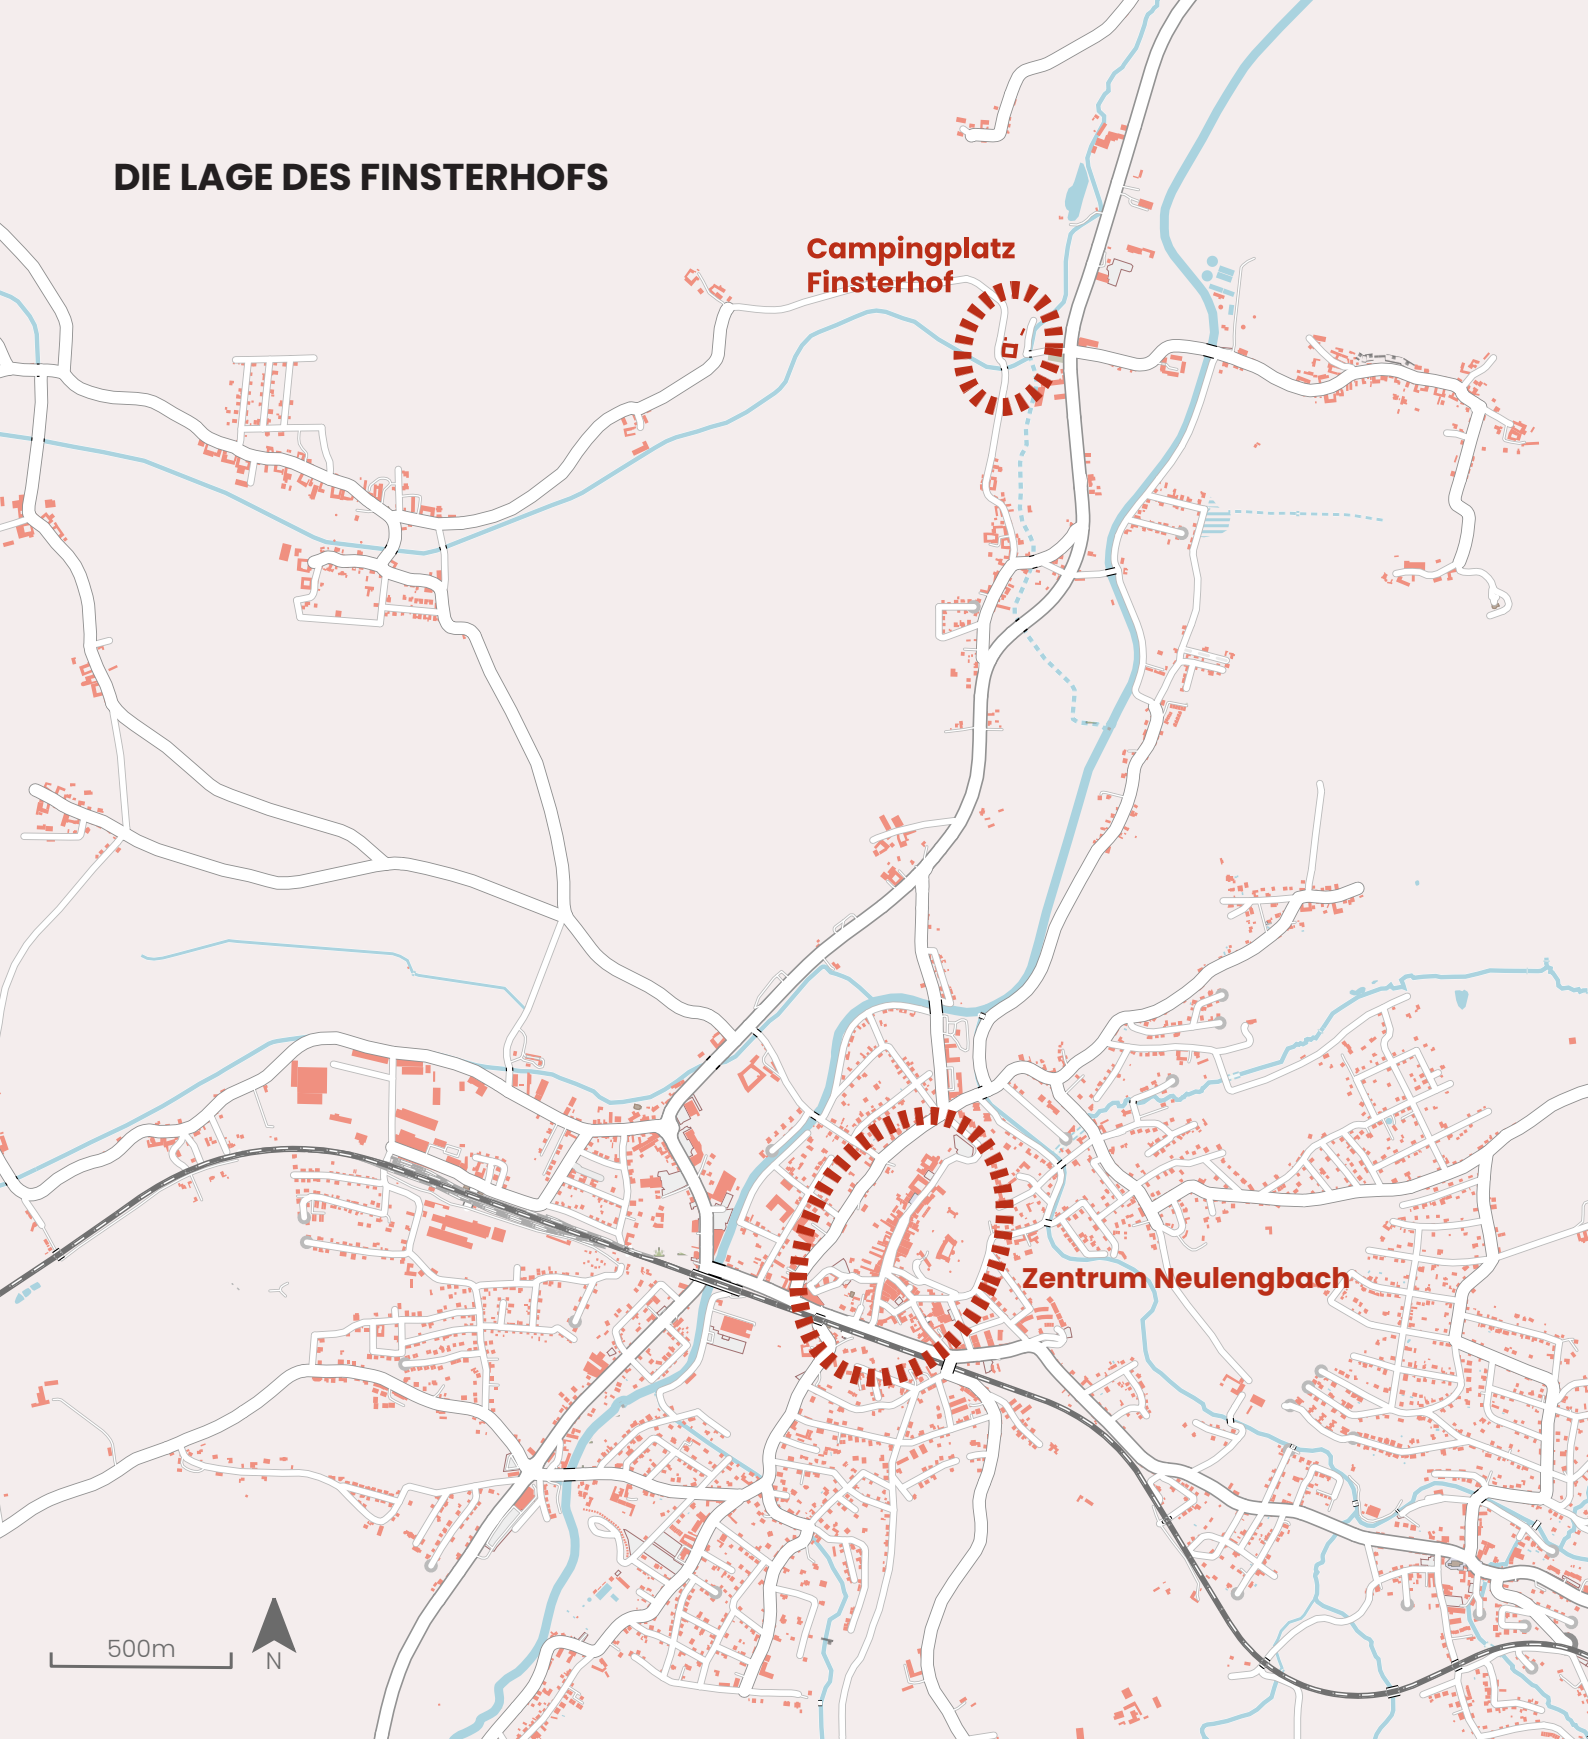 DIE LAGE DES FINSTERHOFS
Campingplatz
Finsterhof
Zentrum Neulengbach
500m
N